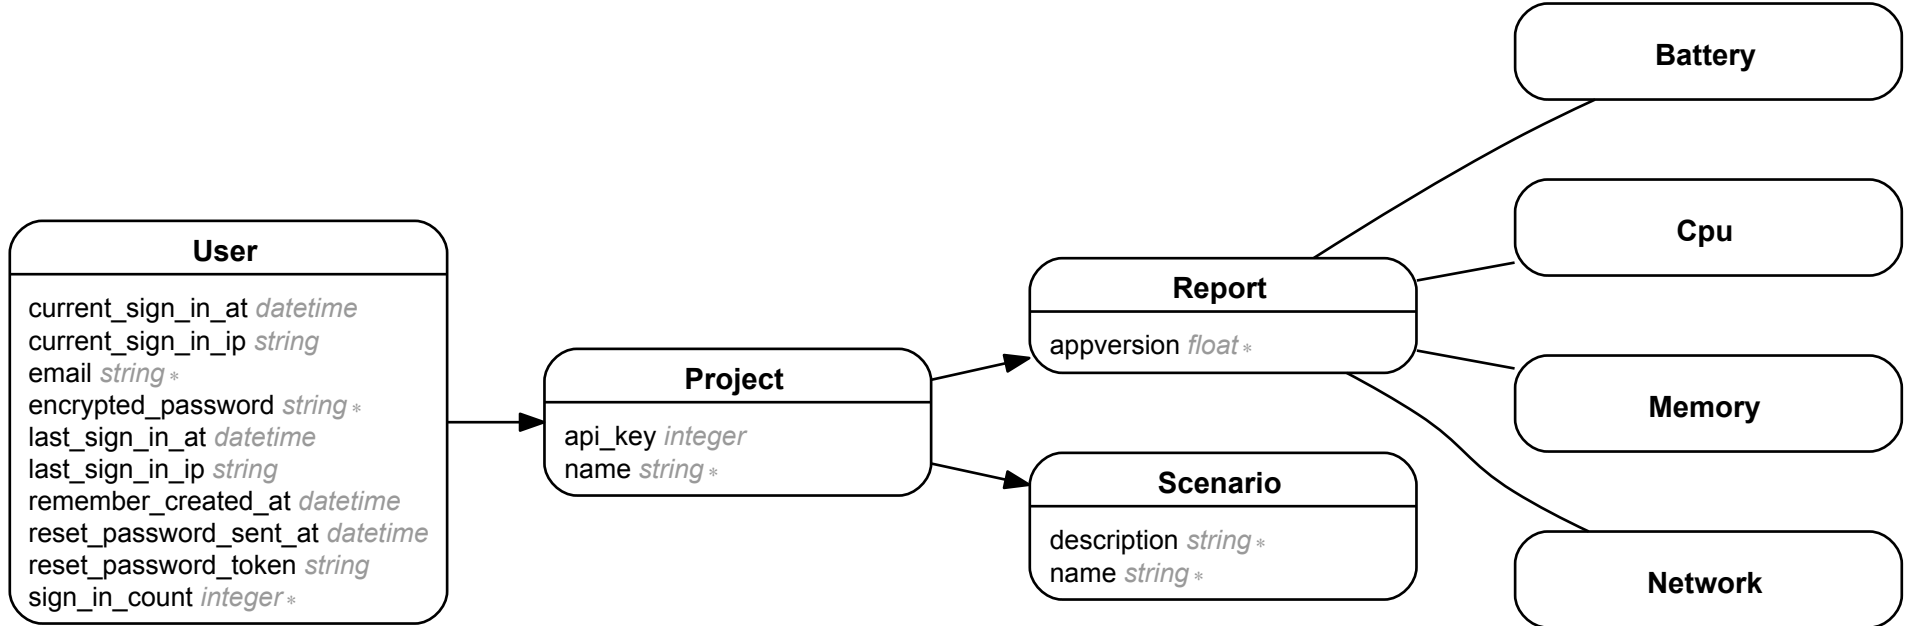 User
current_sign_in_at datetime
current_sign_in_ip string
email string *
encrypted_password string *
last_sign_in_at datetime
last_sign_in_ip string
remember_created_at datetime
reset_password_sent_at datetime
reset_password_token string
sign_in_count integer *
Project
api_key integer
name string *
Report
appversion float *
Scenario
description string *
name string *
Battery
Cpu
Memory
Network